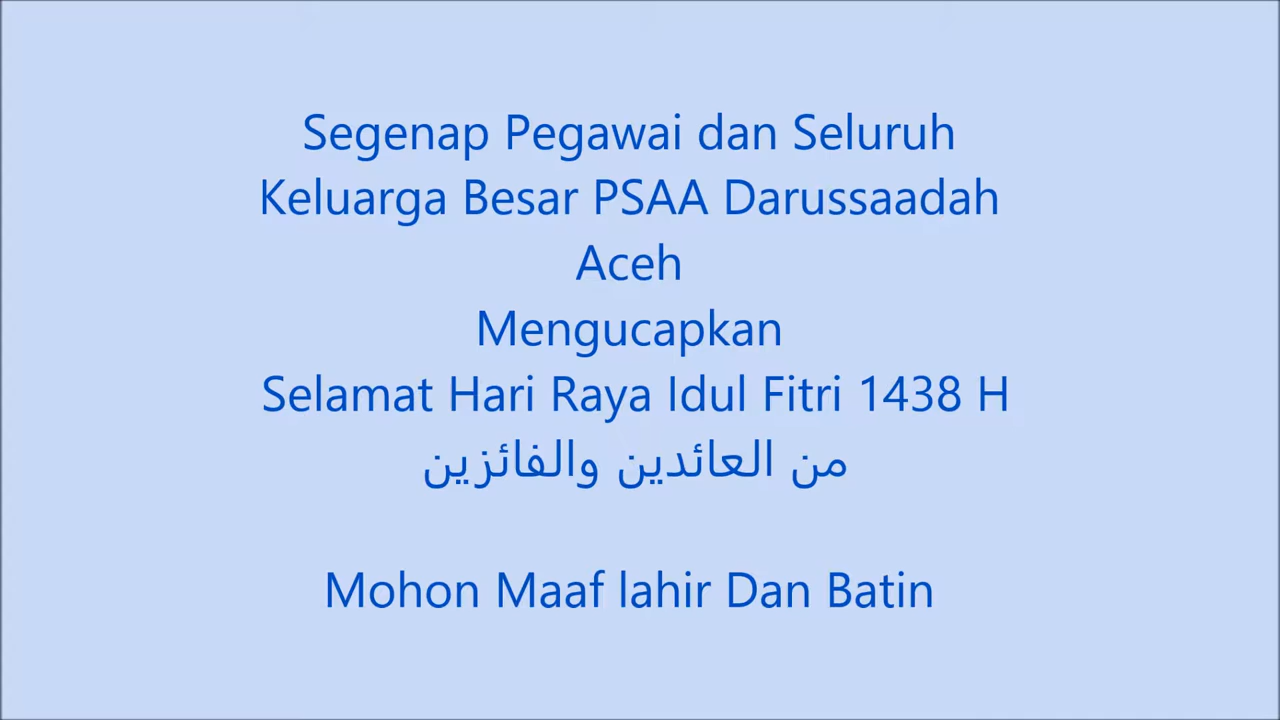 Segenap Pegawai dan Seluruh
Keluarga Besar PSAA Darussaadah
Aceh
Mengucapkan
Selamat Hari Raya Idul Fitri 1438 H
من العائدين والفائزين
Mohon Maaf lahir Dan Batin